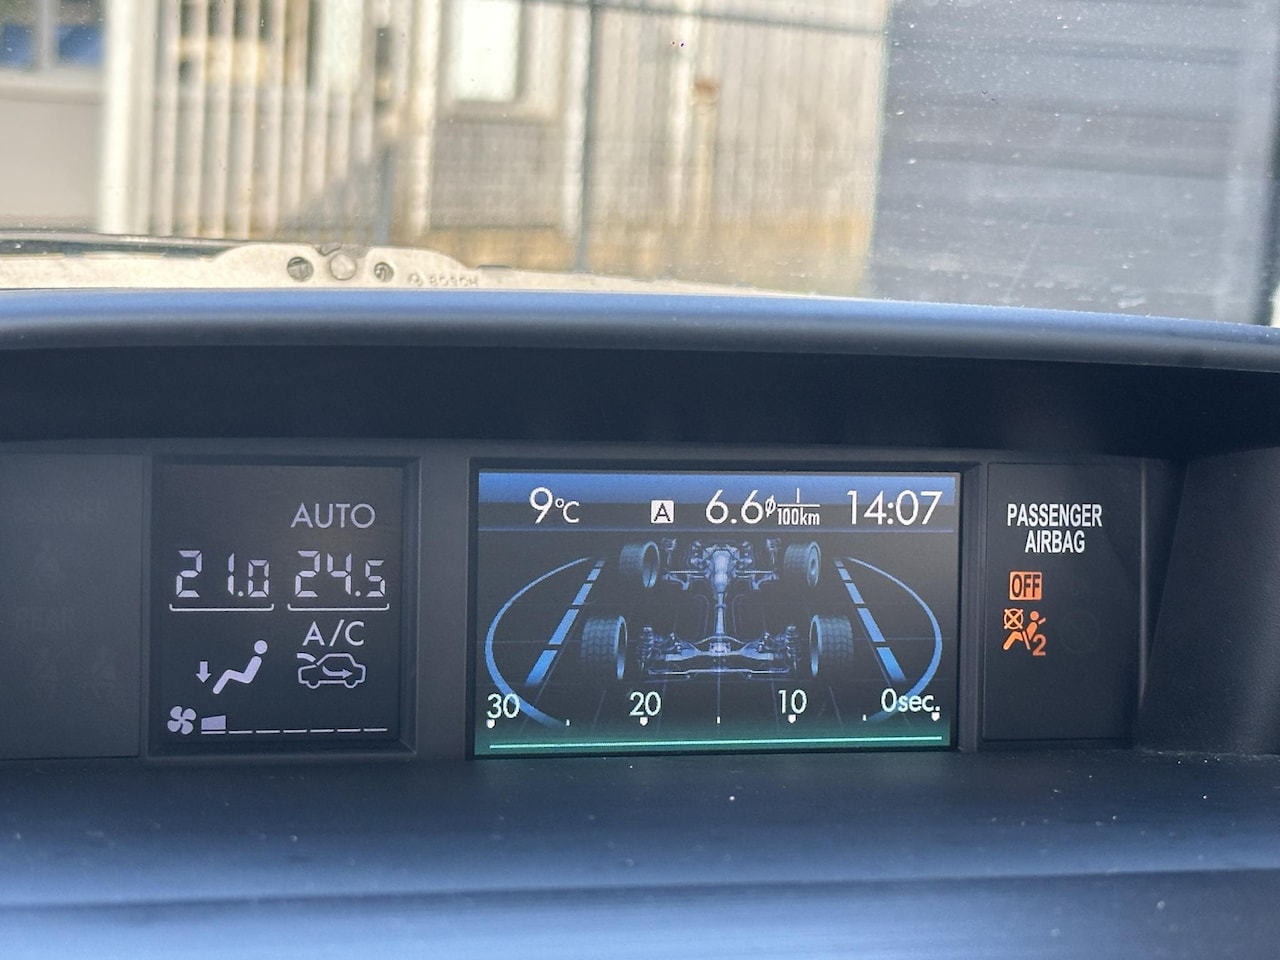 BOSCH
AUTO
21.0 24.5
A/C
9°C A 6.6 ø l/100km 14:07
30 20 10 0sec.
PASSENGER
AIRBAG
OFF
2